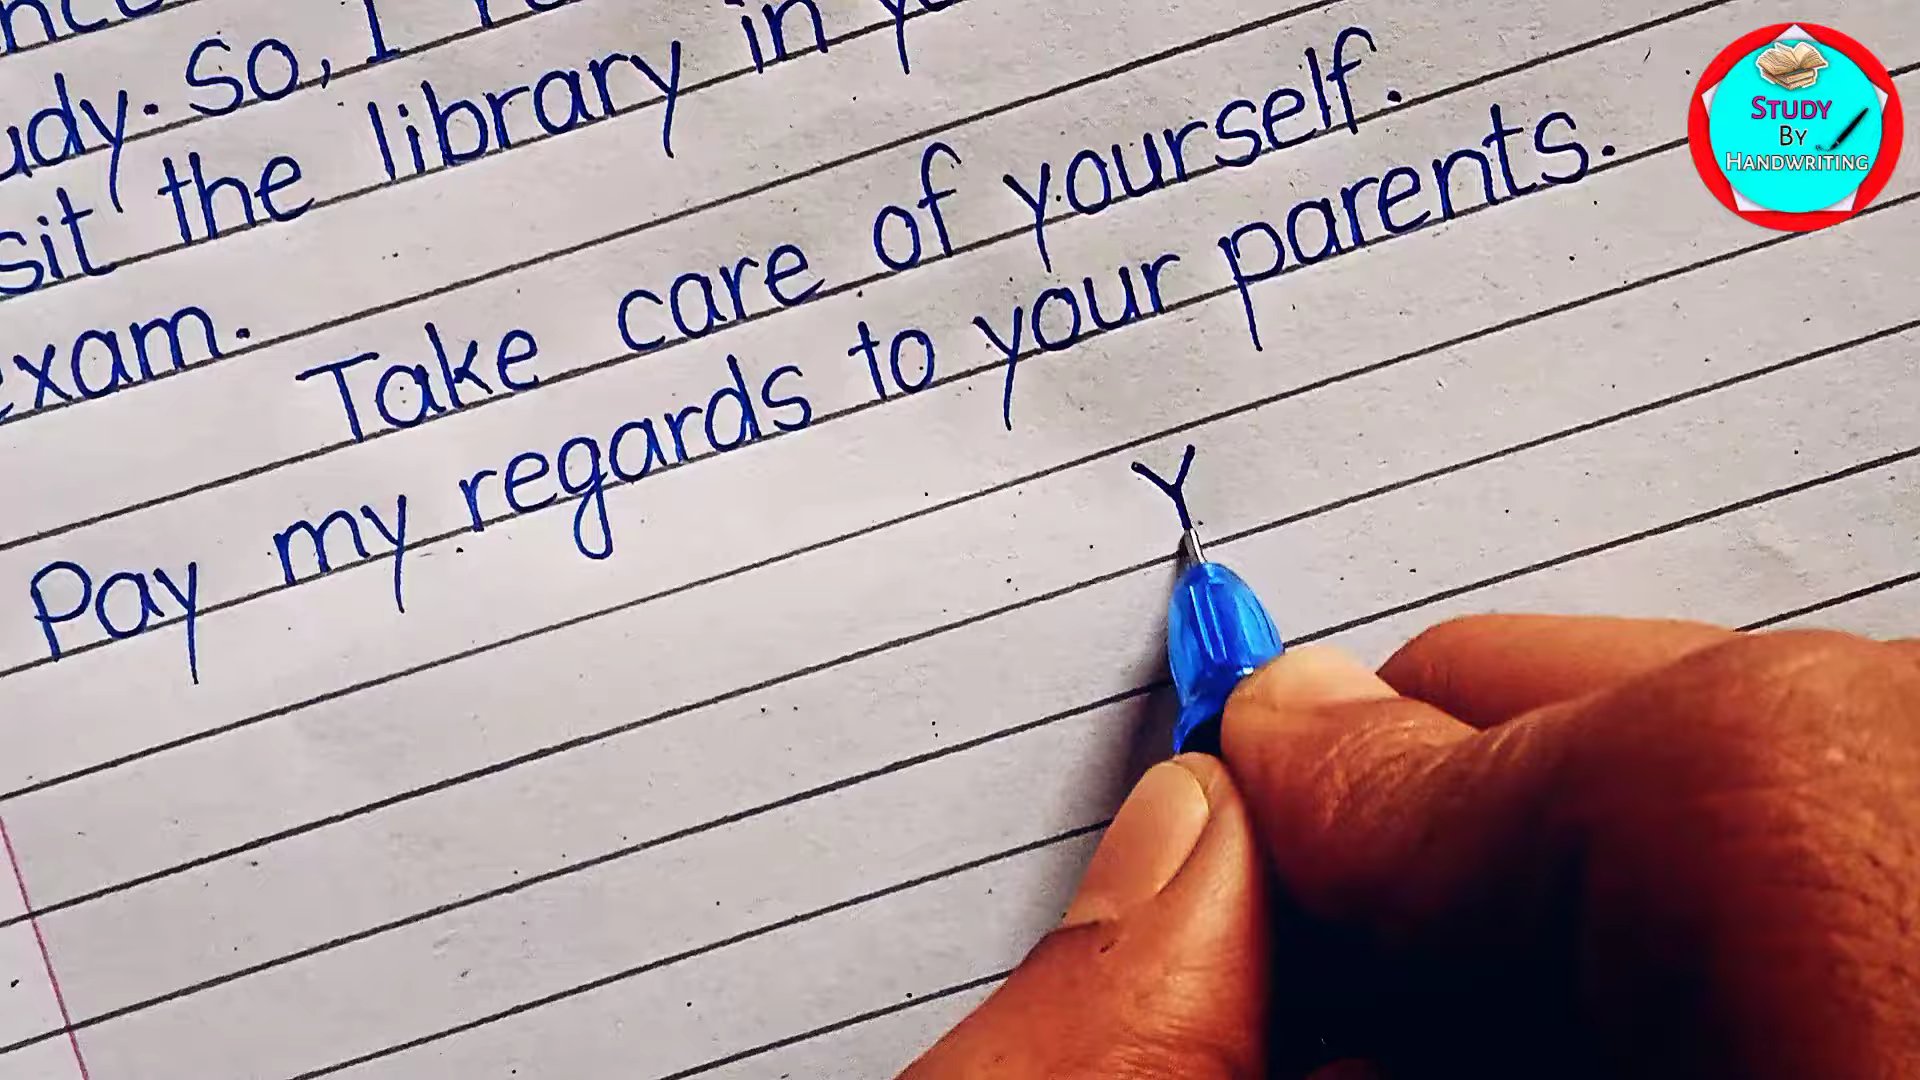 udy. So, I
sit the library in
exam.
Take care of yourself.
Pay my regards to your parents.
Y
STUDY
BY
HANDWRITING